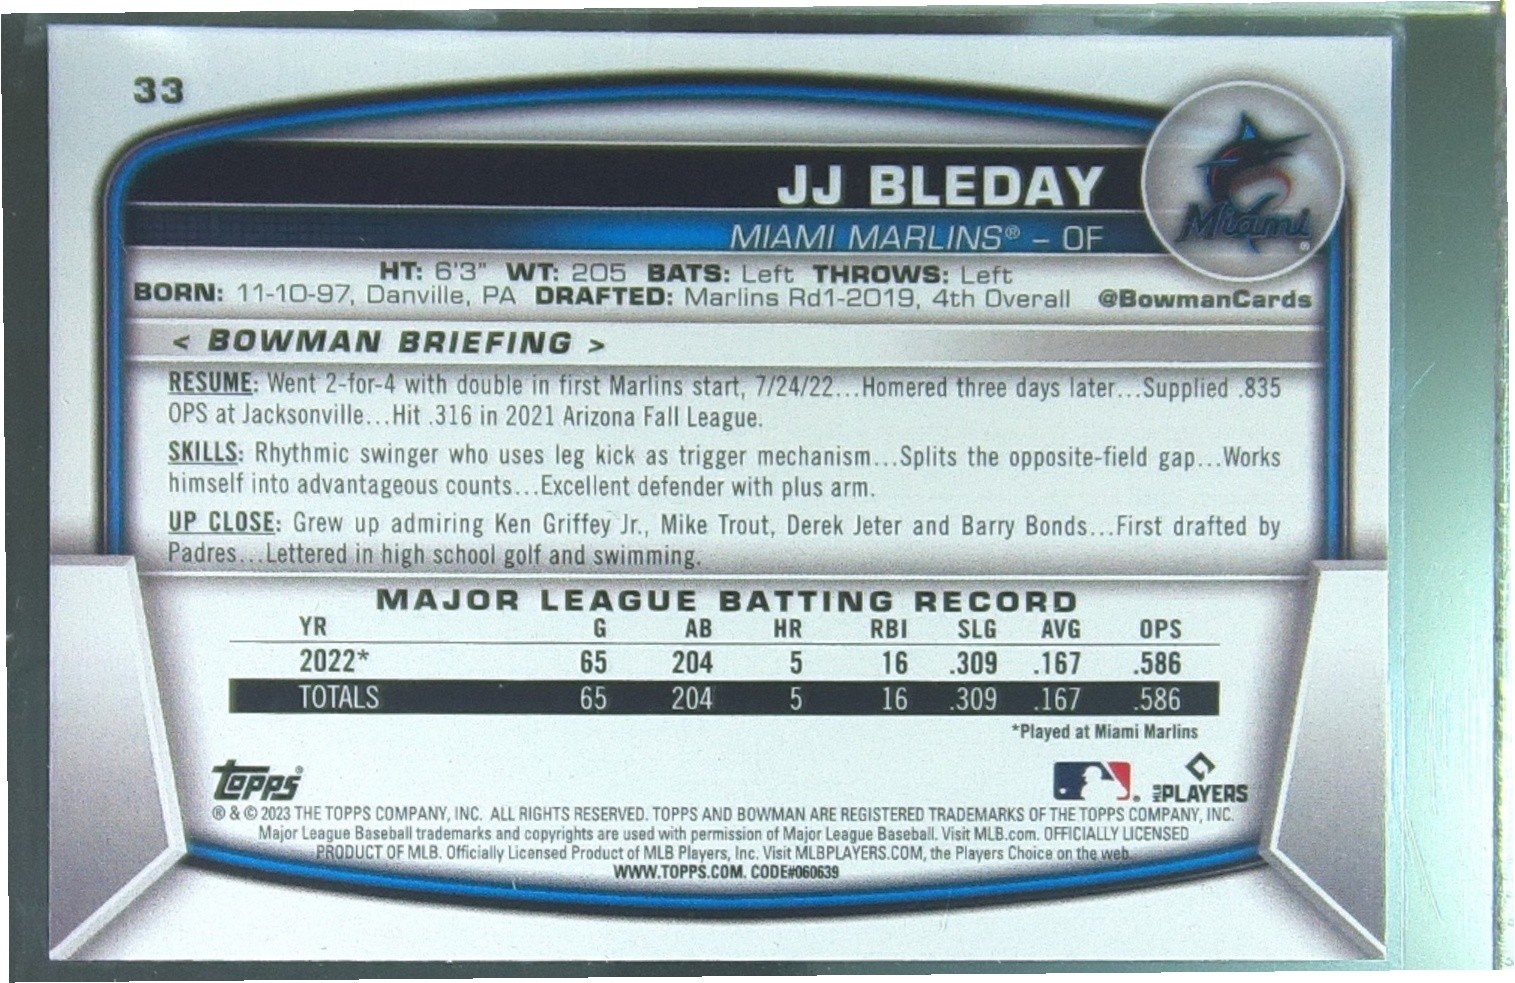 33
JJ BLEDAY
MIAMI MARLINS® – OF
Miami®
HT: 6'3" WT: 205 BATS: Left THROWS: Left
BORN: 11-10-97, Danville, PA DRAFTED: Marlins Rd1-2019, 4th Overall @BowmanCards
< BOWMAN BRIEFING >
RESUME: Went 2-for-4 with double in first Marlins start, 7/24/22...Homered three days later...Supplied .835
OPS at Jacksonville...Hit .316 in 2021 Arizona Fall League.
SKILLS: Rhythmic swinger who uses leg kick as trigger mechanism...Splits the opposite-field gap...Works
himself into advantageous counts...Excellent defender with plus arm.
UP CLOSE: Grew up admiring Ken Griffey Jr., Mike Trout, Derek Jeter and Barry Bonds...First drafted by
Padres...Lettered in high school golf and swimming.
MAJOR LEAGUE BATTING RECORD
YR G AB HR RBI SLG AVG OPS
2022* 65 204 5 16 .309 .167 .586
TOTALS 65 204 5 16 .309 .167 .586
*Played at Miami Marlins
Topps® MLB PLAYERS
® & © 2023 THE TOPPS COMPANY, INC. ALL RIGHTS RESERVED. TOPPS AND BOWMAN ARE REGISTERED TRADEMARKS OF THE TOPPS COMPANY, INC.
Major League Baseball trademarks and copyrights are used with permission of Major League Baseball. Visit MLB.com. OFFICIALLY LICENSED
PRODUCT OF MLB. Officially Licensed Product of MLB Players, Inc. Visit MLBPLAYERS.COM, the Players Choice on the web.
WWW.TOPPS.COM. CODE#060639